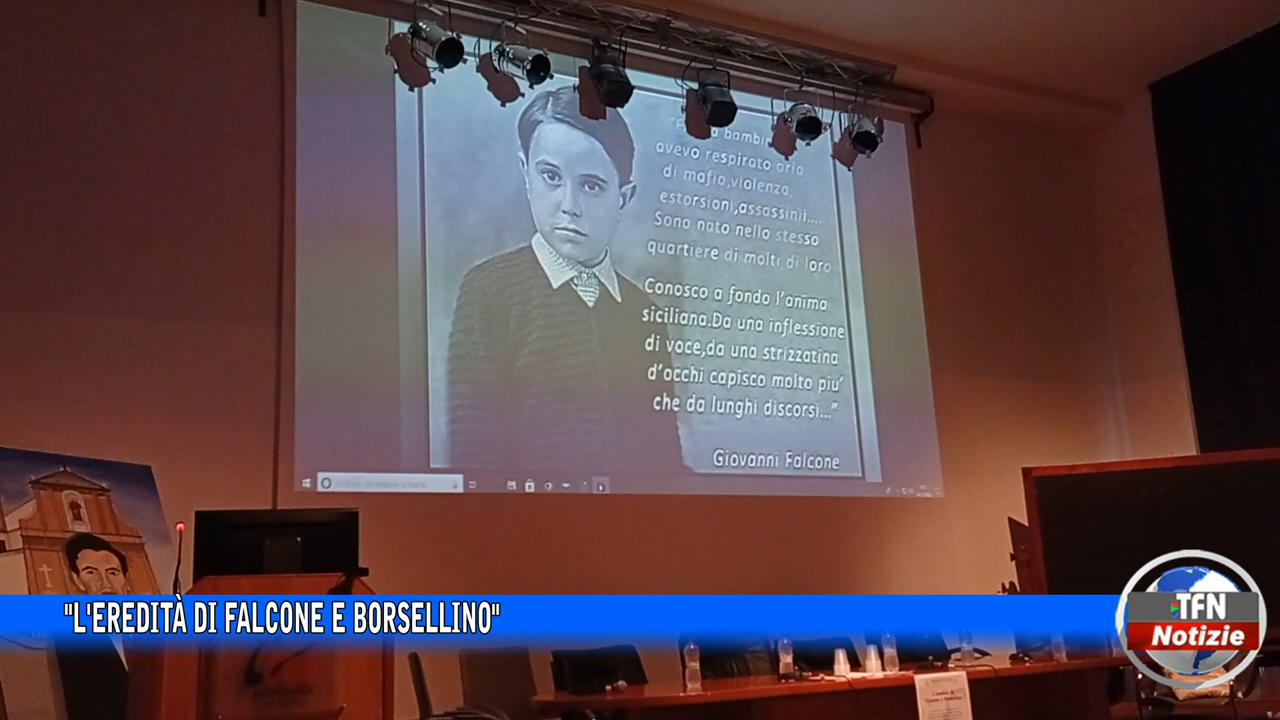 bambi
avevo respirato aria
di mafia,violenza,
estorsioni,assassinii....
Sono nato nello stesso
quartiere di molti di loro
Conosco a fondo l'anima
siciliana.Da una inflessione
di voce,da una strizzatina
d'occhi capisco molto piu'
che da lunghi discorsi..."
Giovanni Falcone
"L'EREDITÀ DI FALCONE E BORSELLINO"
TFN
Notizie